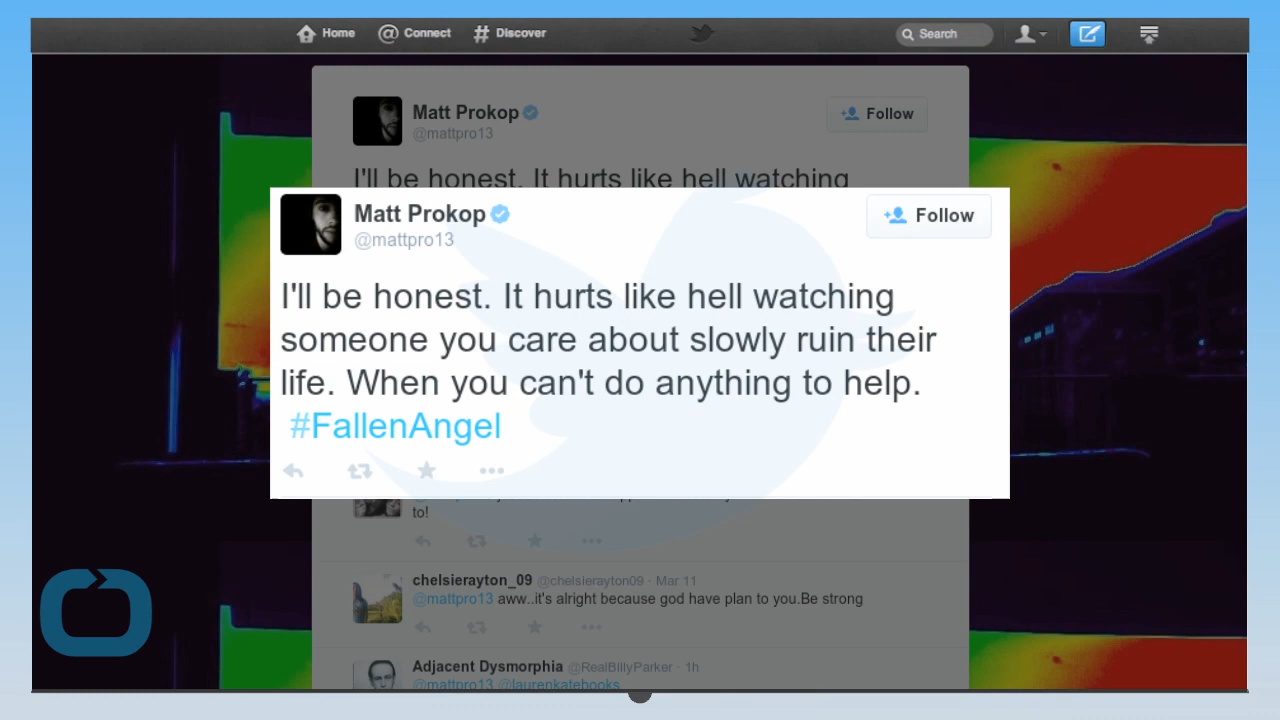 Home Connect Discover Search
Matt Prokop
@mattpro13
Follow
I'll be honest. It hurts like hell watching
Matt Prokop
@mattpro13
Follow
I'll be honest. It hurts like hell watching
someone you care about slowly ruin their
life. When you can't do anything to help.
#FallenAngel
to!
chelsierayton_09 @chelsierayton09 · Mar 11
@mattpro13 aww..it's alright because god have plan to you.Be strong
Adjacent Dysmorphia @RealBIllyParker · 1h
@mattpro13 @laurenkatebooks